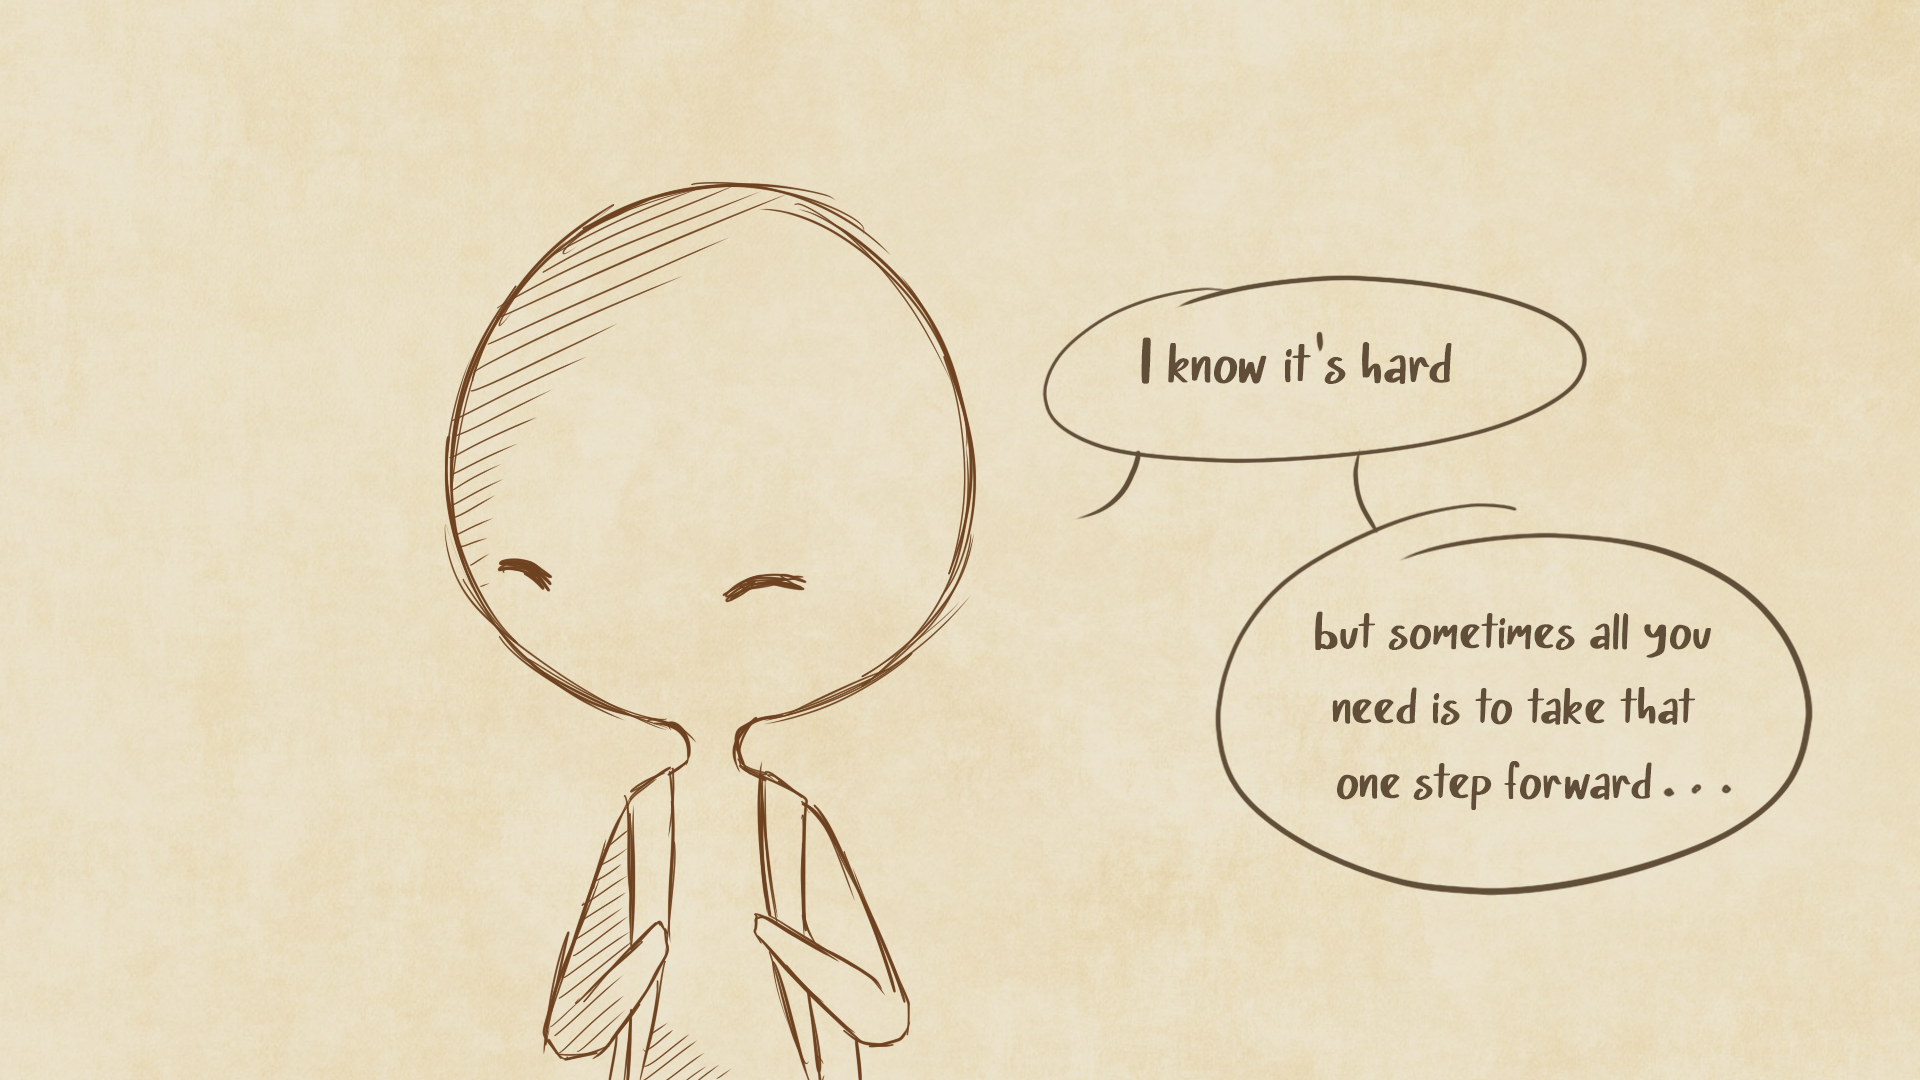 I know it's hard
but sometimes all you
need is to take that
one step forward...